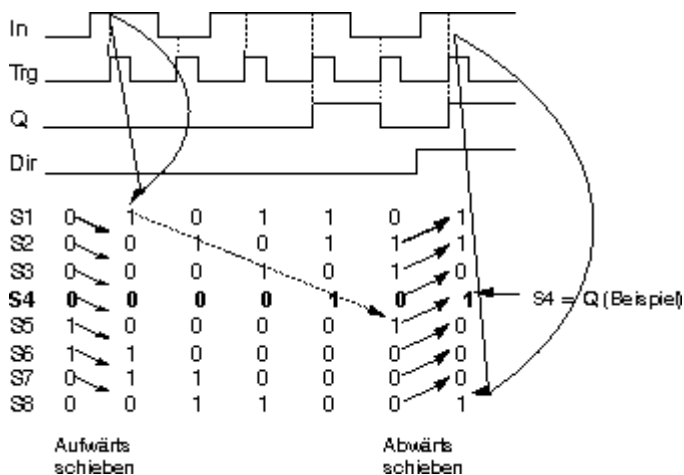 In
Trg
Q
Dir
S1 0 1 0 1 1 0 1
S2 0 0 1 0 1 1 1
S3 0 0 0 1 0 1 0
S4 0 0 0 0 1 0 1 S4 = Q (Beispiel)
S5 1 0 0 0 0 1 0
S6 1 1 0 0 0 0 0
S7 0 1 1 0 0 0 0
S8 0 0 1 1 0 0 1
Aufwärts Abwärts
schieben schieben